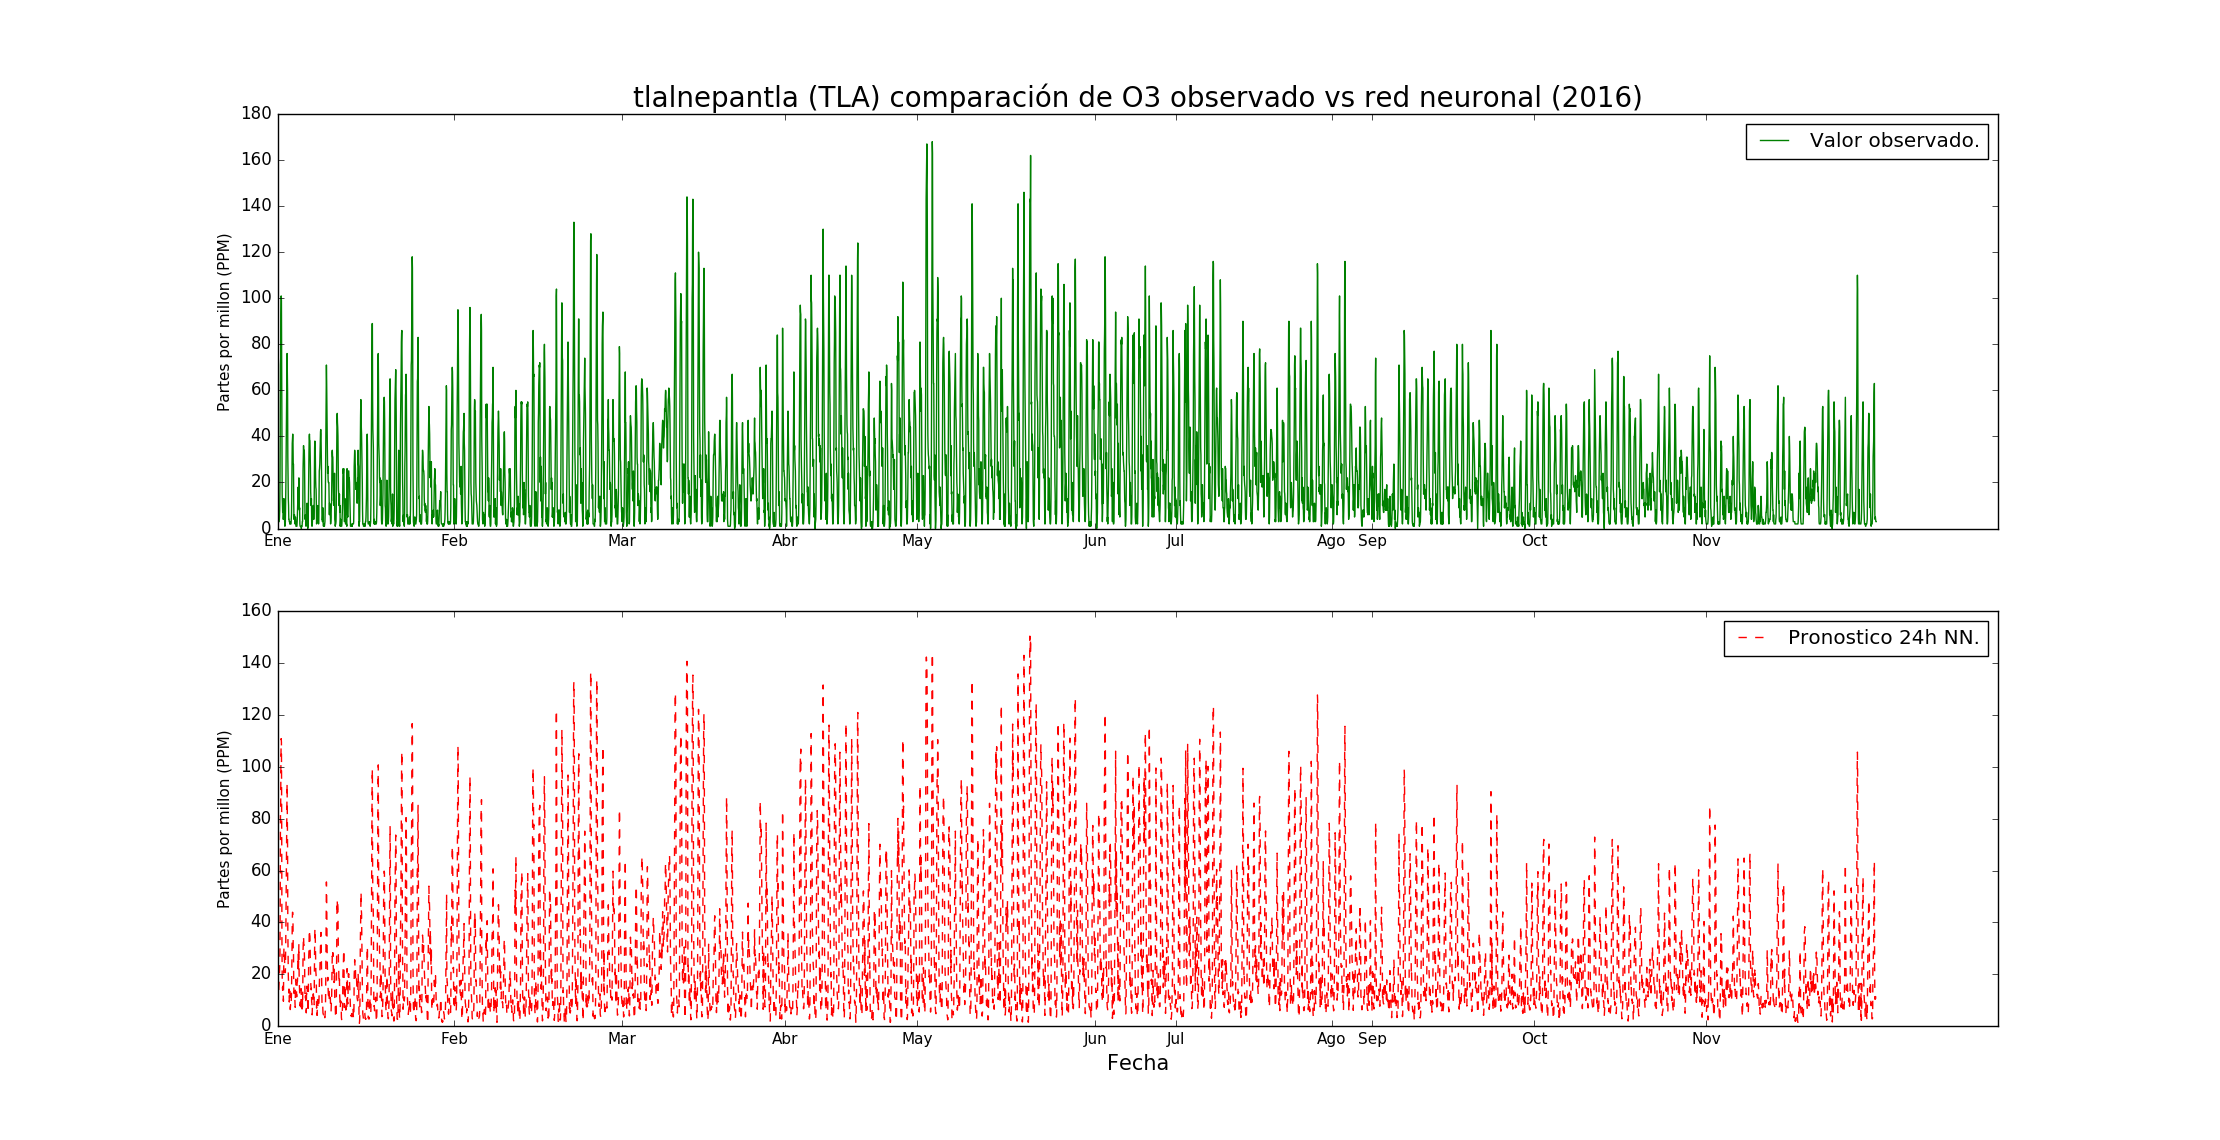 tlalnepantla (TLA) comparación de O3 observado vs red neuronal (2016)
180
160
140
120
100
80
60
40
20
0
Partes por millon (PPM)
Valor observado.
Ene Feb Mar Abr May Jun Jul Ago Sep Oct Nov
160
140
120
100
80
60
40
20
0
Partes por millon (PPM)
Pronostico 24h NN.
Ene Feb Mar Abr May Jun Jul Ago Sep Oct Nov
Fecha